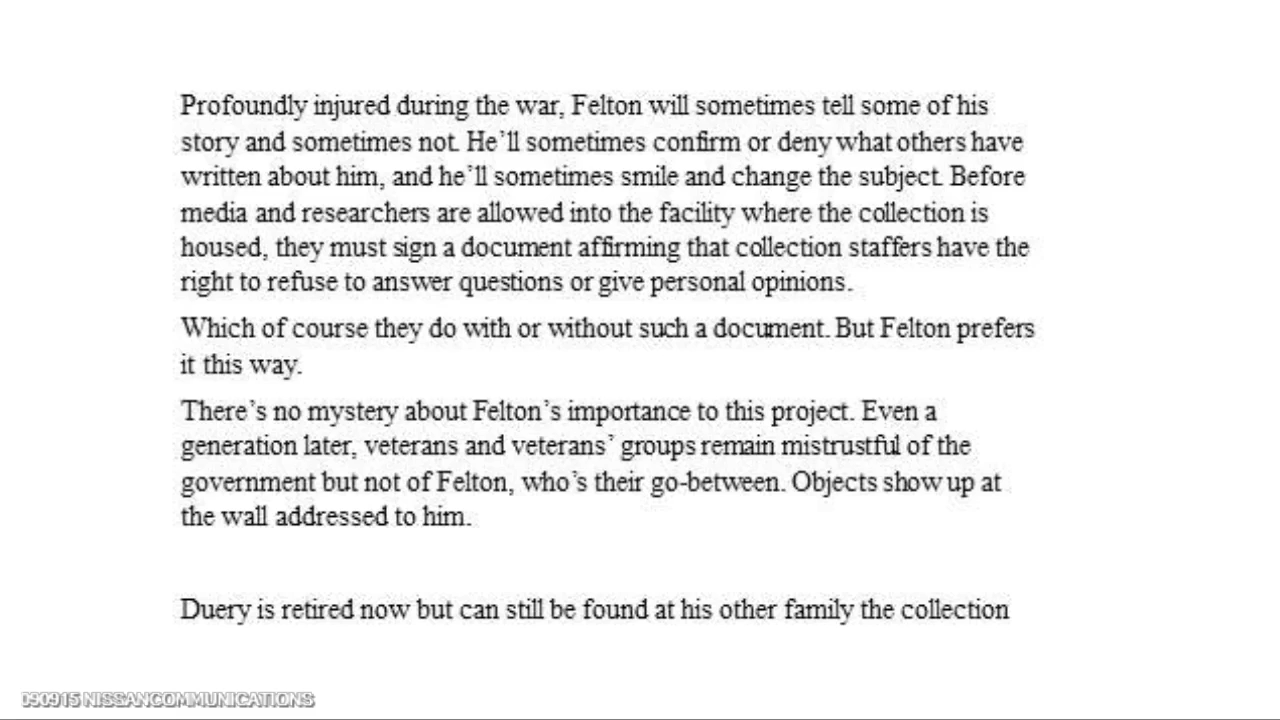 Profoundly injured during the war, Felton will sometimes tell some of his
story and sometimes not. He’ll sometimes confirm or deny what others have
written about him, and he’ll sometimes smile and change the subject. Before
media and researchers are allowed into the facility where the collection is
housed, they must sign a document affirming that collection staffers have the
right to refuse to answer questions or give personal opinions.
Which of course they do with or without such a document. But Felton prefers
it this way.
There’s no mystery about Felton’s importance to this project. Even a
generation later, veterans and veterans’ groups remain mistrustful of the
government but not of Felton, who’s their go-between. Objects show up at
the wall addressed to him.
Duery is retired now but can still be found at his other family the collection
090915 NISSANCOMMUNICATIONS